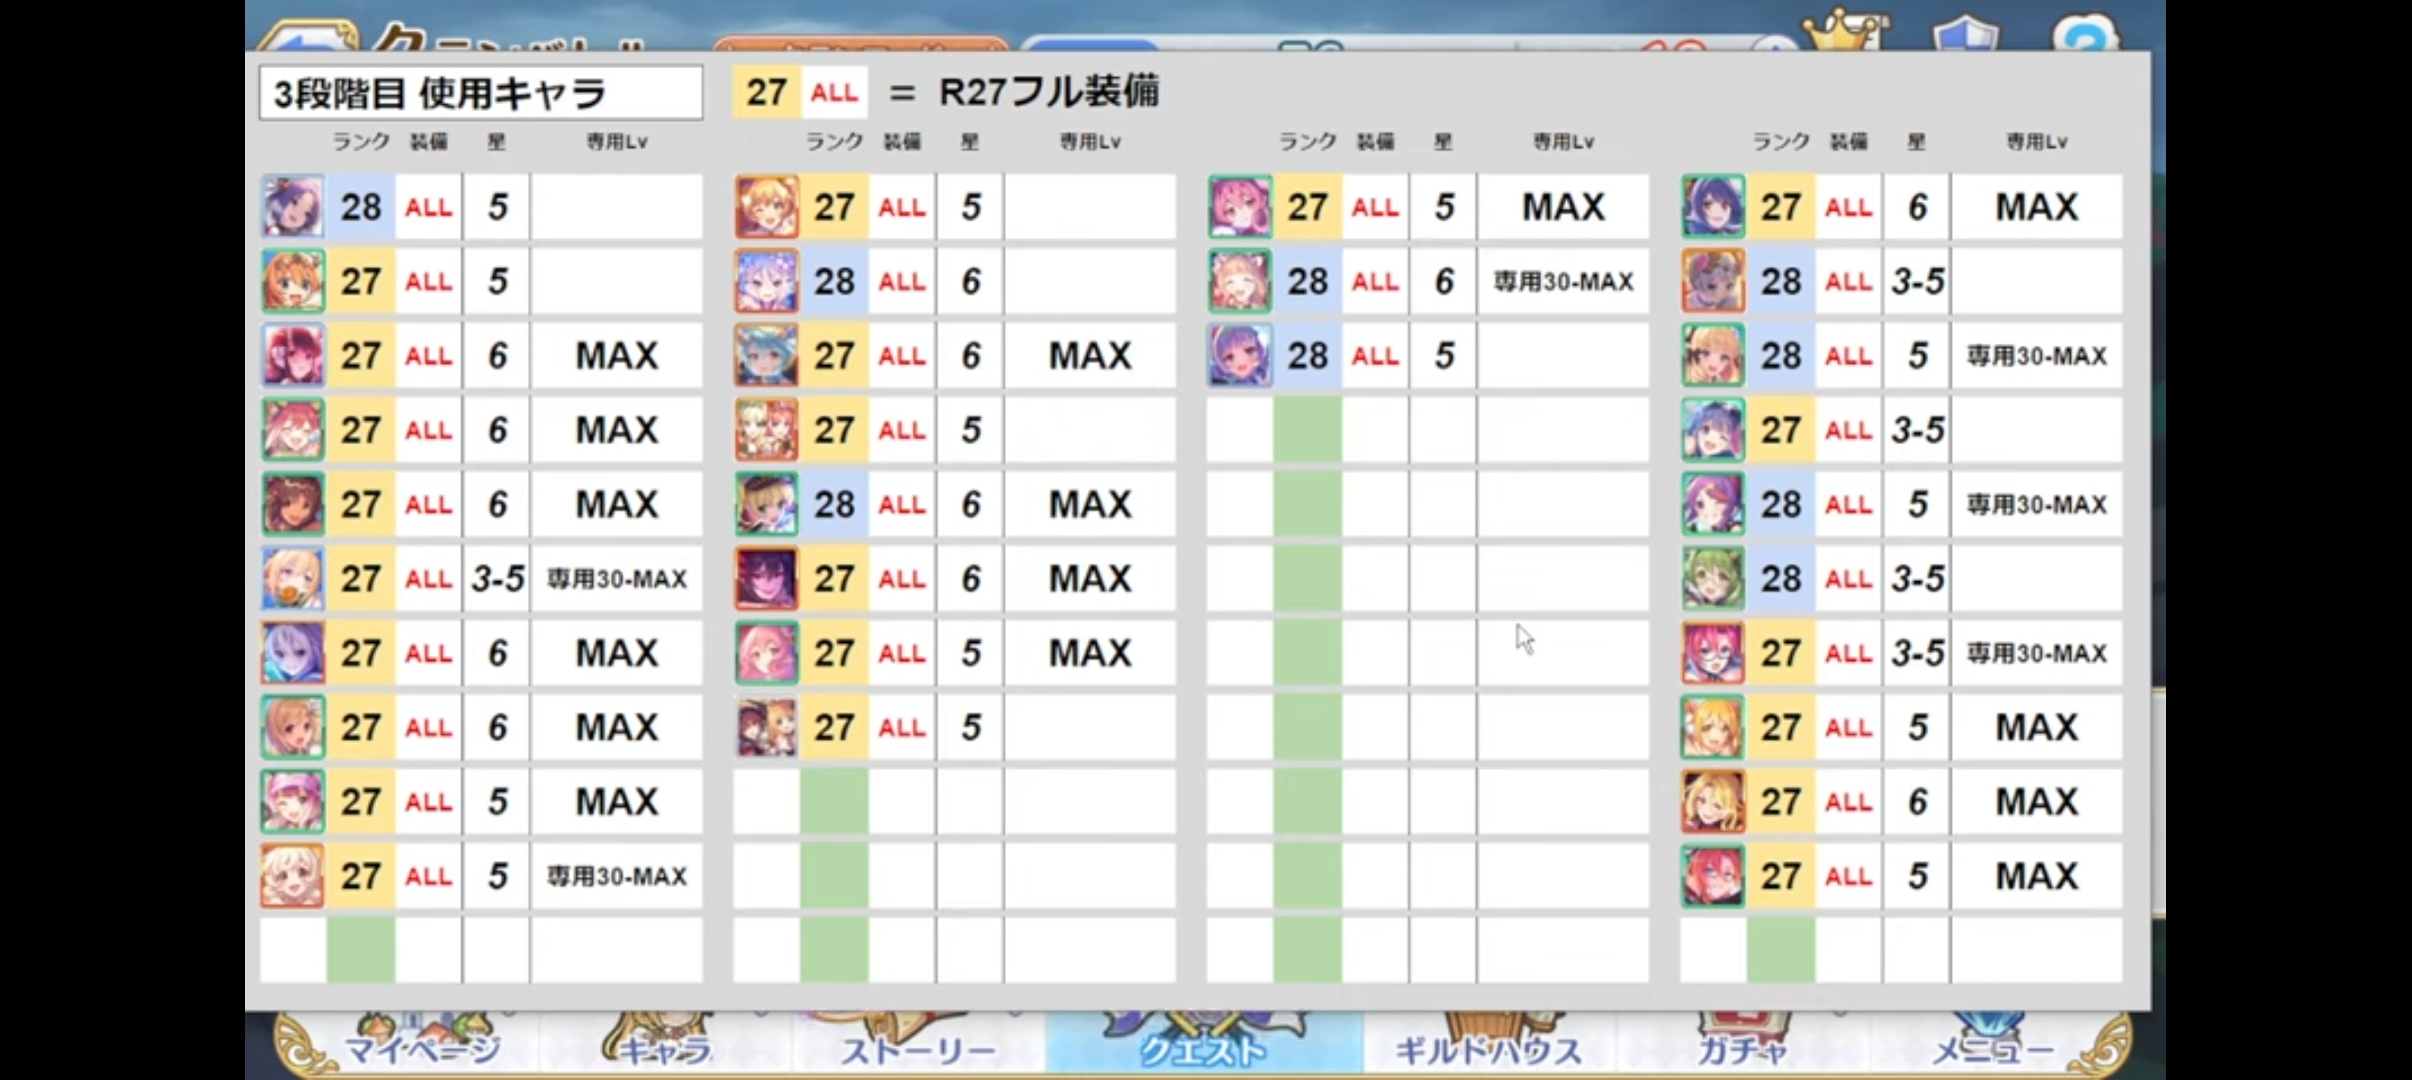 3段階目 使用キャラ 27 ALL = R27フル装備
ランク 装備 星 専用Lv ランク 装備 星 専用Lv ランク 装備 星 専用Lv ランク 装備 星 専用Lv
28 ALL 5 27 ALL 5 27 ALL 5 MAX 27 ALL 6 MAX
27 ALL 5 28 ALL 6 28 ALL 6 専用30-MAX 28 ALL 3-5
27 ALL 6 MAX 27 ALL 6 MAX 28 ALL 5 28 ALL 5 専用30-MAX
27 ALL 6 MAX 27 ALL 5 27 ALL 3-5
27 ALL 6 MAX 28 ALL 6 MAX 28 ALL 5 専用30-MAX
27 ALL 3-5 専用30-MAX 27 ALL 6 MAX 28 ALL 3-5
27 ALL 6 MAX 27 ALL 5 MAX 27 ALL 3-5 専用30-MAX
27 ALL 6 MAX 27 ALL 5 27 ALL 5 MAX
27 ALL 5 MAX 27 ALL 6 MAX
27 ALL 5 専用30-MAX 27 ALL 5 MAX
マイページ キャラ ストーリー クエスト ギルドハウス ガチャ メニュー